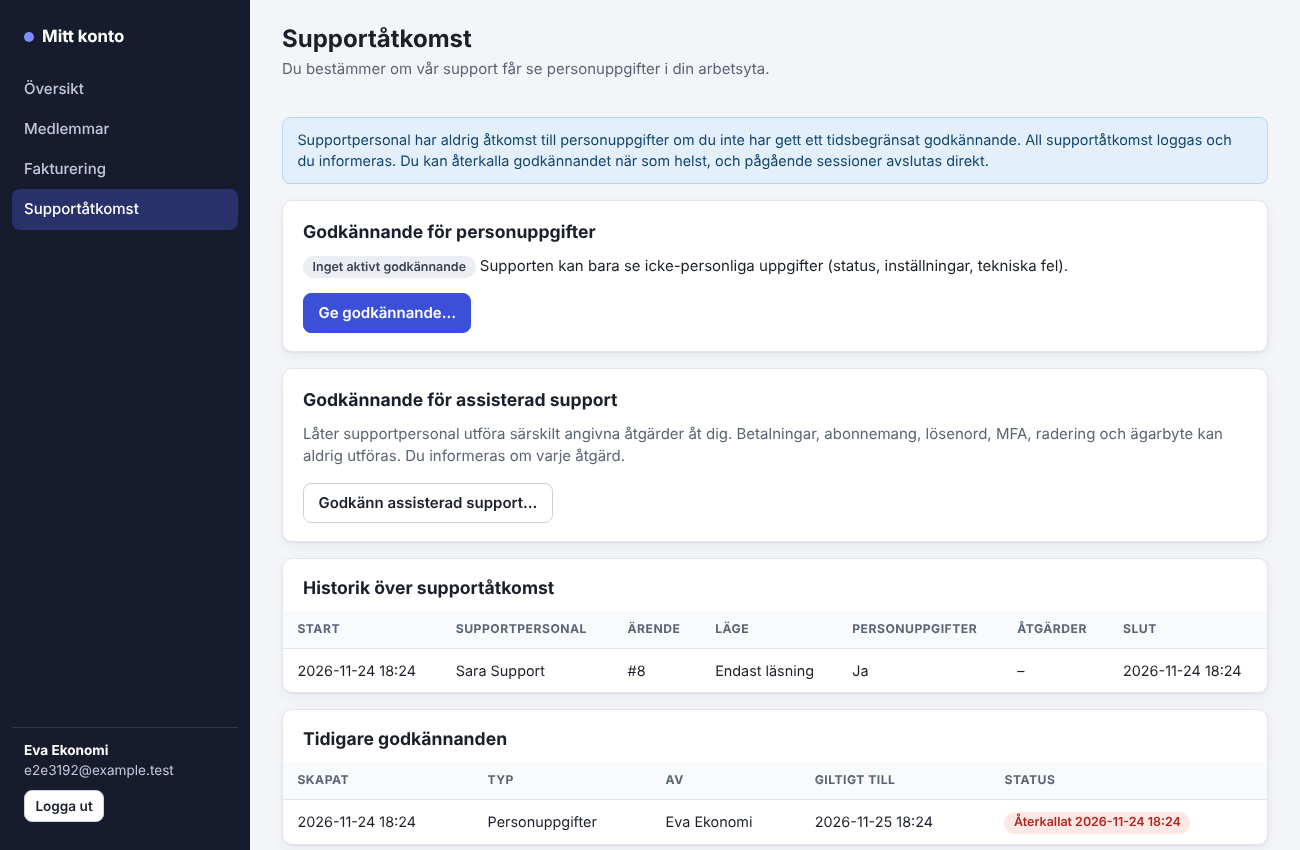 Mitt konto
Översikt
Medlemmar
Fakturering
Supportåtkomst
Eva Ekonomi
e2e3192@example.test
Logga ut
Supportåtkomst
Du bestämmer om vår support får se personuppgifter i din arbetsyta.
Supportpersonal har aldrig åtkomst till personuppgifter om du inte har gett ett tidsbegränsat godkännande. All supportåtkomst loggas och
du informeras. Du kan återkalla godkännandet när som helst, och pågående sessioner avslutas direkt.
Godkännande för personuppgifter
Inget aktivt godkännande Supporten kan bara se icke-personliga uppgifter (status, inställningar, tekniska fel).
Ge godkännande...
Godkännande för assisterad support
Låter supportpersonal utföra särskilt angivna åtgärder åt dig. Betalningar, abonnemang, lösenord, MFA, radering och ägarbyte kan
aldrig utföras. Du informeras om varje åtgärd.
Godkänn assisterad support...
Historik över supportåtkomst
START SUPPORTPERSONAL ÄRENDE LÄGE PERSONUPPGIFTER ÅTGÄRDER SLUT
2026-11-24 18:24 Sara Support #8 Endast läsning Ja – 2026-11-24 18:24
Tidigare godkännanden
SKAPAT TYP AV GILTIGT TILL STATUS
2026-11-24 18:24 Personuppgifter Eva Ekonomi 2026-11-25 18:24 Återkallat 2026-11-24 18:24